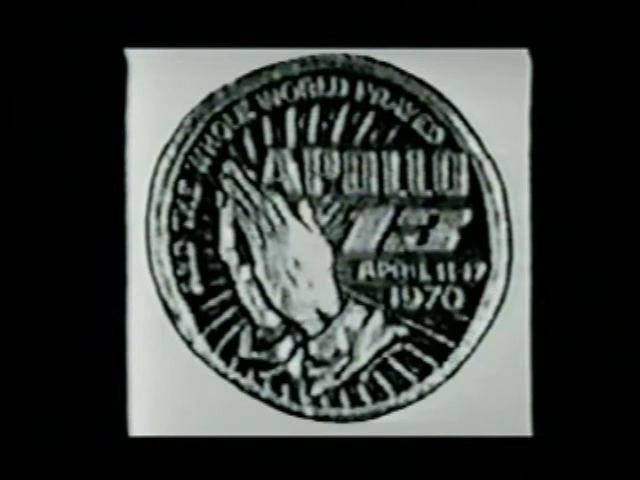 AND THE WHOLE WORLD PRAYED
APOLLO
13
APRIL 11-17
1970